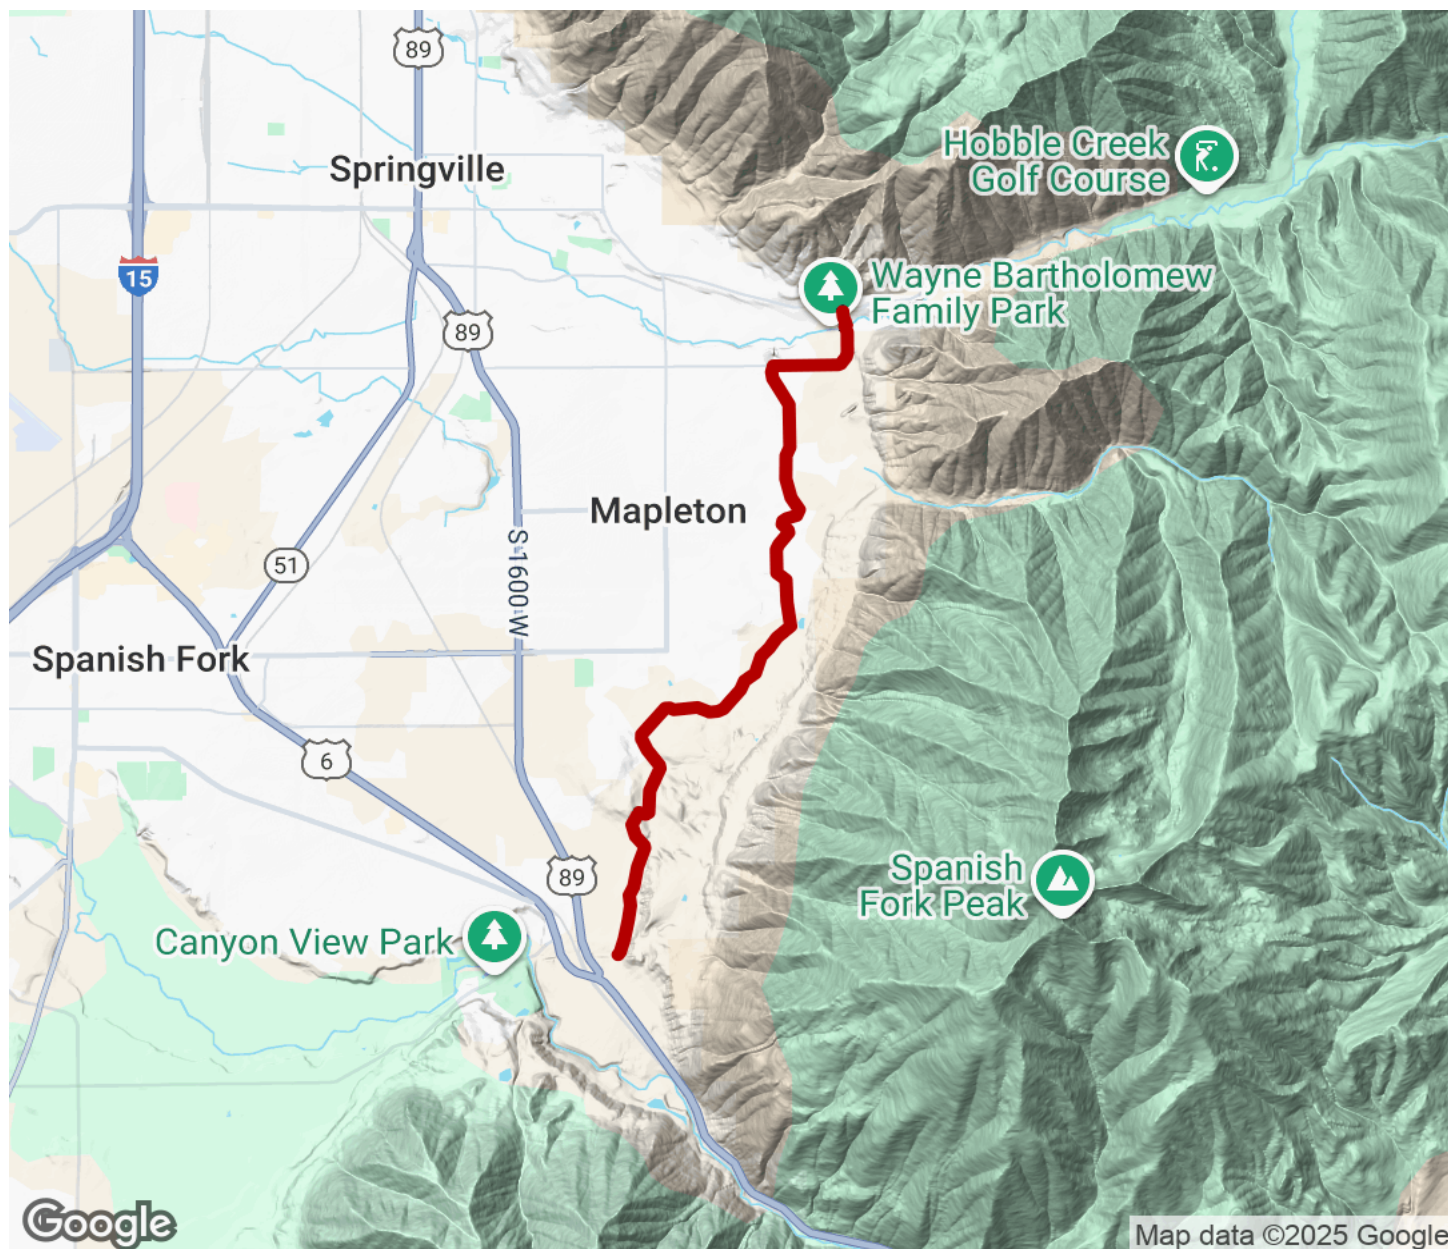 89
Springville
Hobble Creek
Golf Course
15
Wayne Bartholomew
Family Park
89
Mapleton
51
S 1600 W
Spanish Fork
6
89
Spanish
Fork Peak
Canyon View Park
Google
Map data ©2025 Google